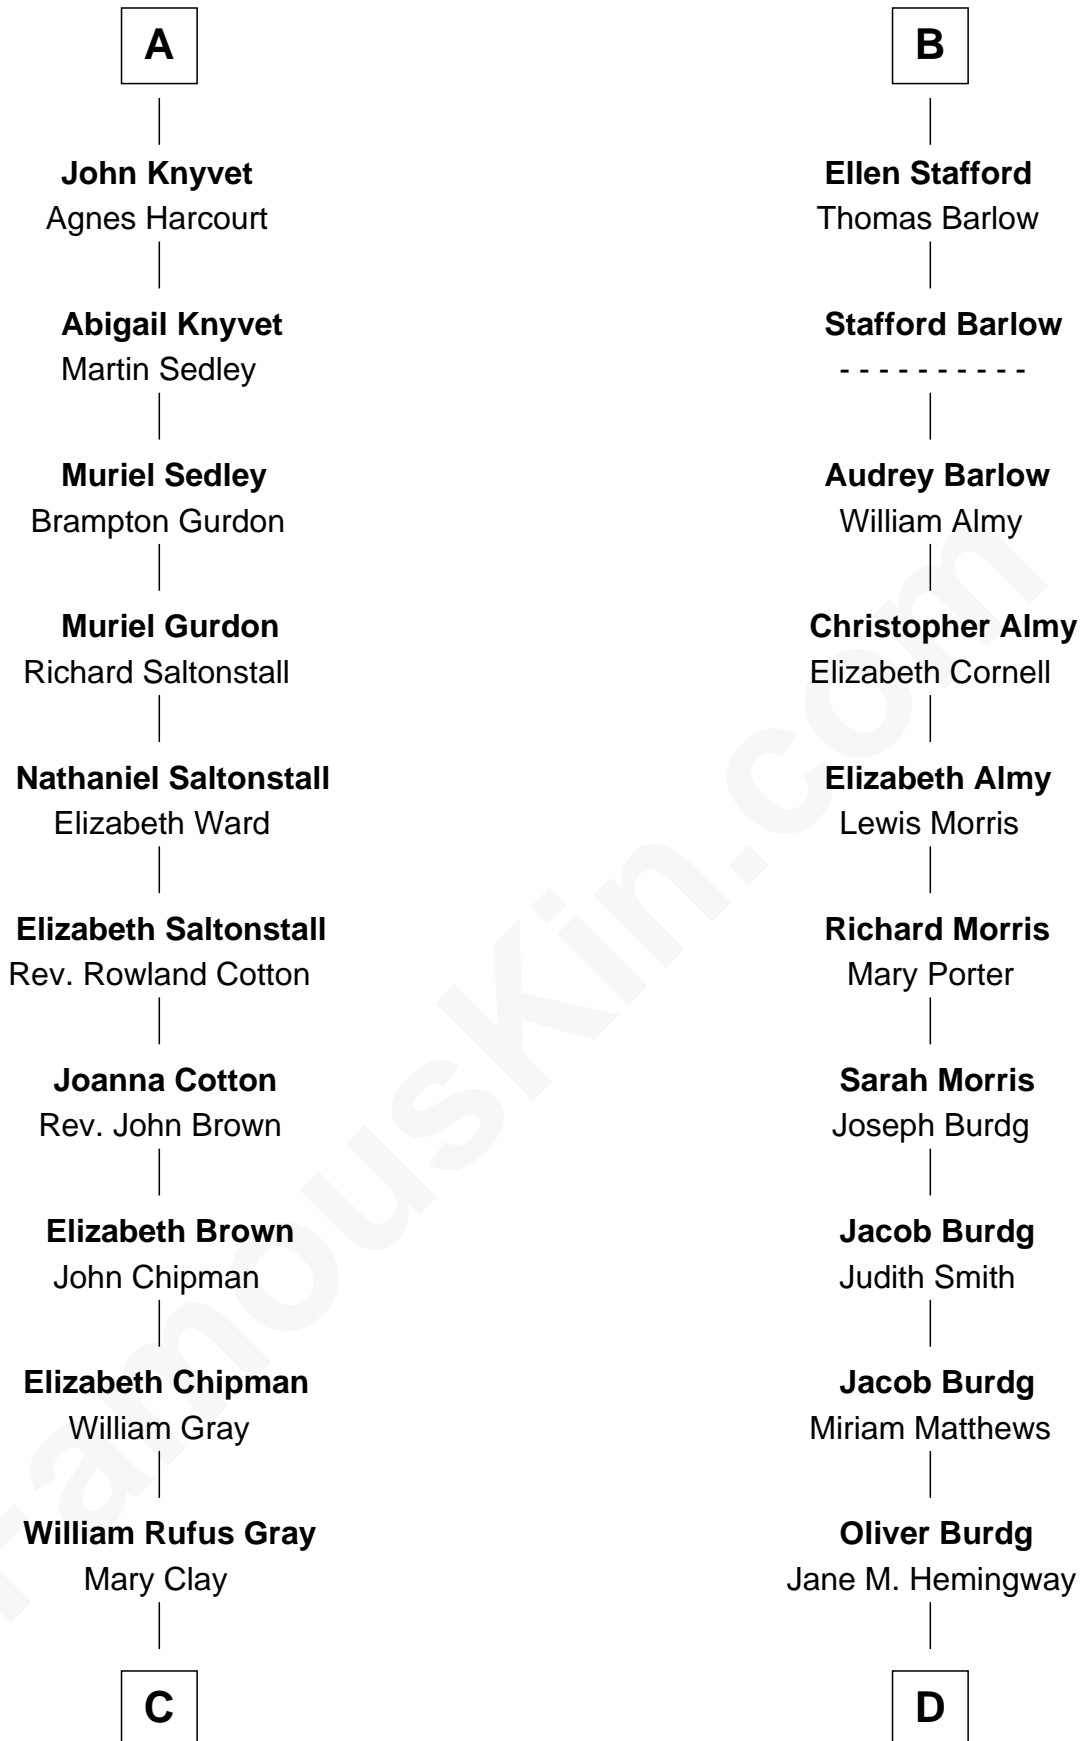 A
John Knyvet
Agnes Harcourt
Abigail Knyvet
Martin Sedley
Muriel Sedley
Brampton Gurdon
Muriel Gurdon
Richard Saltonstall
Nathaniel Saltonstall
Elizabeth Ward
Elizabeth Saltonstall
Rev. Rowland Cotton
Joanna Cotton
Rev. John Brown
Elizabeth Brown
John Chipman
Elizabeth Chipman
William Gray
William Rufus Gray
Mary Clay
C
B
Ellen Stafford
Thomas Barlow
Stafford Barlow
- - - - - - - - - -
Audrey Barlow
William Almy
Christopher Almy
Elizabeth Cornell
Elizabeth Almy
Lewis Morris
Richard Morris
Mary Porter
Sarah Morris
Joseph Burdg
Jacob Burdg
Judith Smith
Jacob Burdg
Miriam Matthews
Oliver Burdg
Jane M. Hemingway
D
FamousKin.com